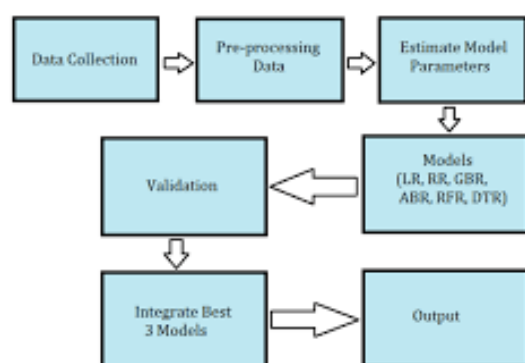 Data Collection
Pre-processing
Data
Estimate Model
Parameters
Models
(LR, RR, GBR,
ABR, RFR, DTR)
Validation
Integrate Best
3 Models
Output